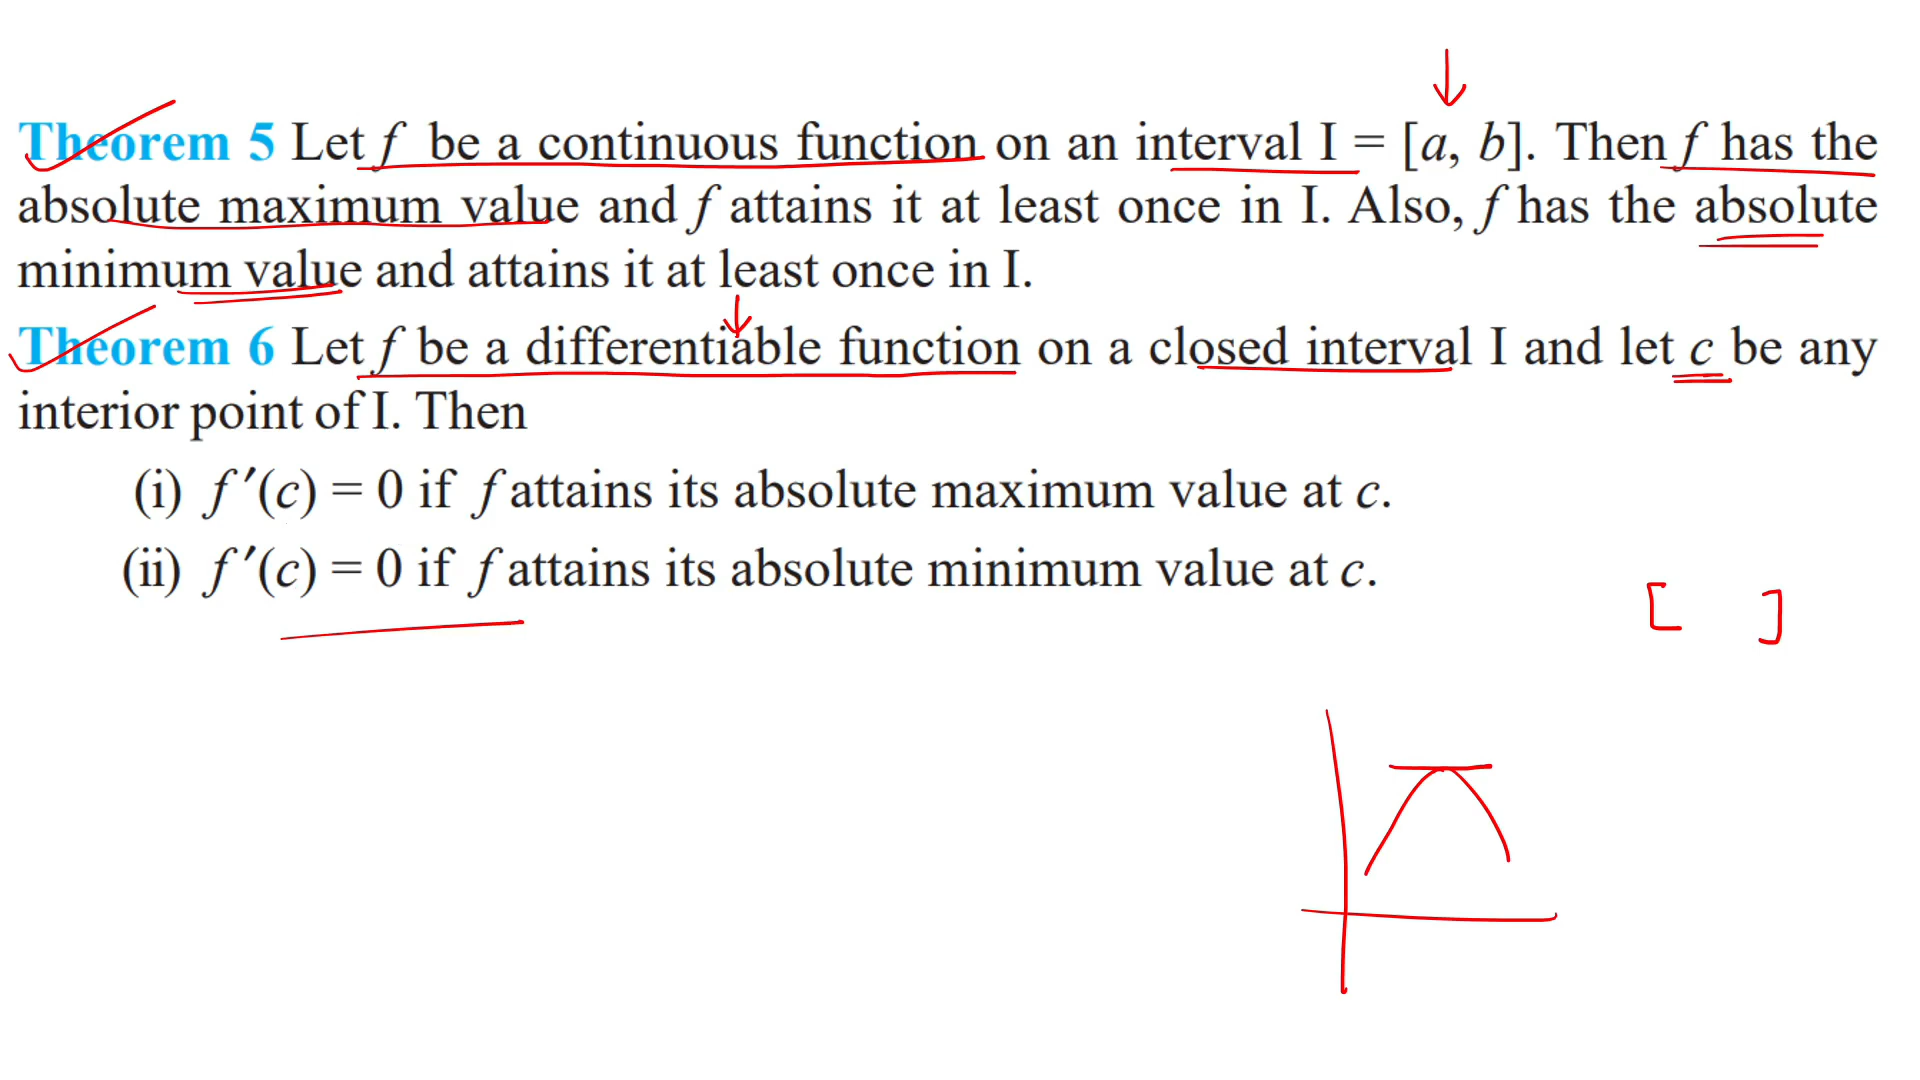 Theorem 5 Let f be a continuous function on an interval I = [a, b]. Then f has the
absolute maximum value and f attains it at least once in I. Also, f has the absolute
minimum value and attains it at least once in I.
Theorem 6 Let f be a differentiable function on a closed interval I and let c be any
interior point of I. Then
(i) f′(c) = 0 if f attains its absolute maximum value at c.
(ii) f′(c) = 0 if f attains its absolute minimum value at c.
[ ]